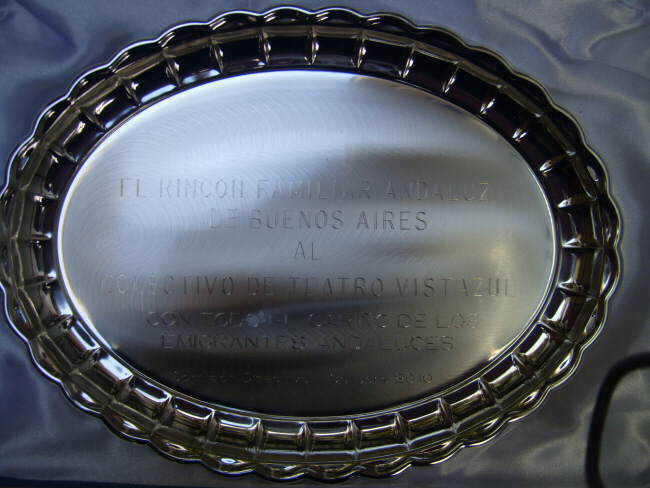 EL RINCON FAMILIAR ANDALUZ
DE BUENOS AIRES
AL
COLECTIVO DE TEATRO VISTAZUL
CON TODO EL CARIÑO DE LOS
EMIGRANTES ANDALUCES
2010